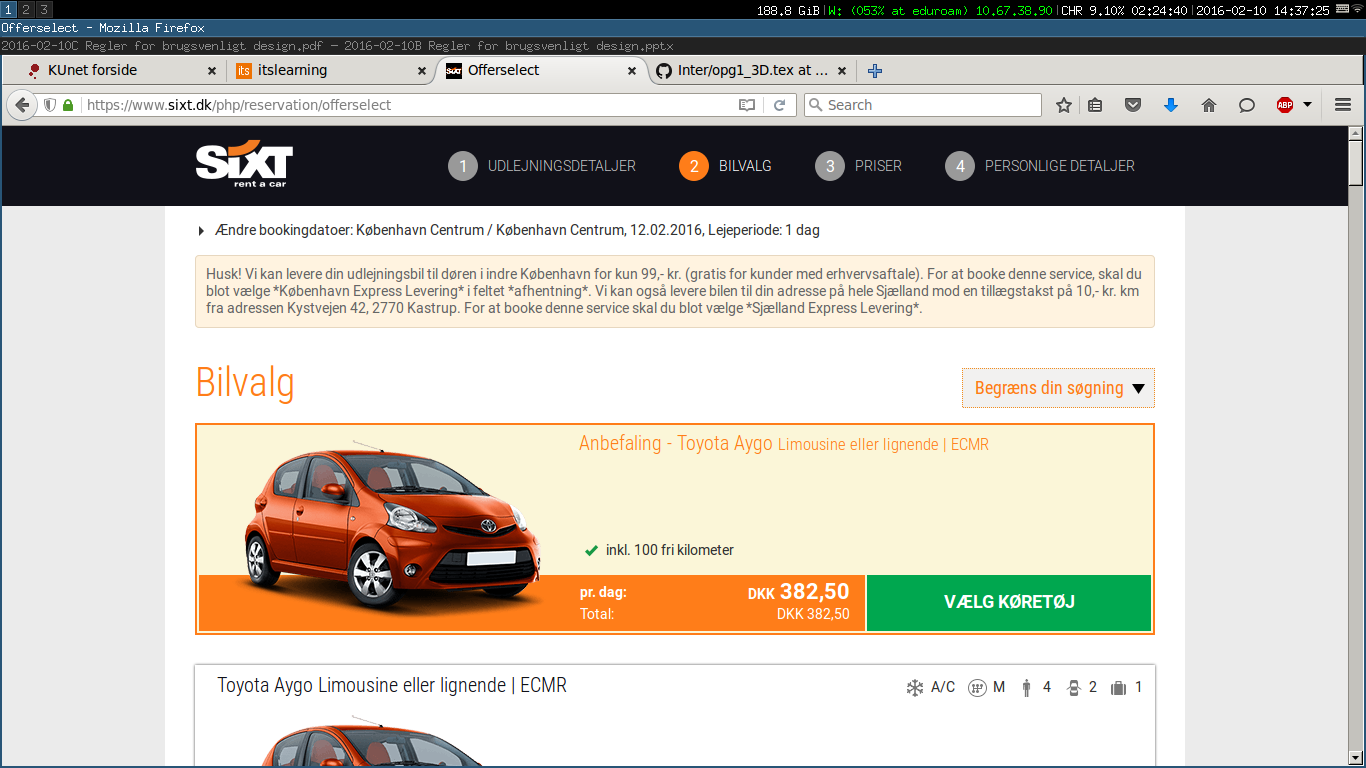 1 2 3 188.8 GiB|W: (053% at eduroam) 10.67.38.90|CHR 9.10% 02:24:40|2016-02-10 14:37:25
Offerselect - Mozilla Firefox
2016-02-10C Regler for brugsvenligt design.pdf — 2016-02-10B Regler for brugsvenligt design.pptx
KUnet forside
its itslearning
SIXT Offerselect
Inter/opg1_3D.tex at ...
https://www.sixt.dk/php/reservation/offerselect
Search
ABP
SIXT
rent a car
1 UDLEJNINGSDETALJER
2 BILVALG
3 PRISER
4 PERSONLIGE DETALJER
Ændre bookingdatoer: København Centrum / København Centrum, 12.02.2016, Lejeperiode: 1 dag
Husk! Vi kan levere din udlejningsbil til døren i indre København for kun 99,- kr. (gratis for kunder med erhvervsaftale). For at booke denne service, skal du
blot vælge *København Express Levering* i feltet *afhentning*. Vi kan også levere bilen til din adresse på hele Sjælland mod en tillægstakst på 10,- kr. km
fra adressen Kystvejen 42, 2770 Kastrup. For at booke denne service skal du blot vælge *Sjælland Express Levering*.
Bilvalg
Begræns din søgning
Anbefaling - Toyota Aygo Limousine eller lignende | ECMR
inkl. 100 fri kilometer
pr. dag: DKK 382,50
Total: DKK 382,50
VÆLG KØRETØJ
Toyota Aygo Limousine eller lignende | ECMR
A/C M 4 2 1